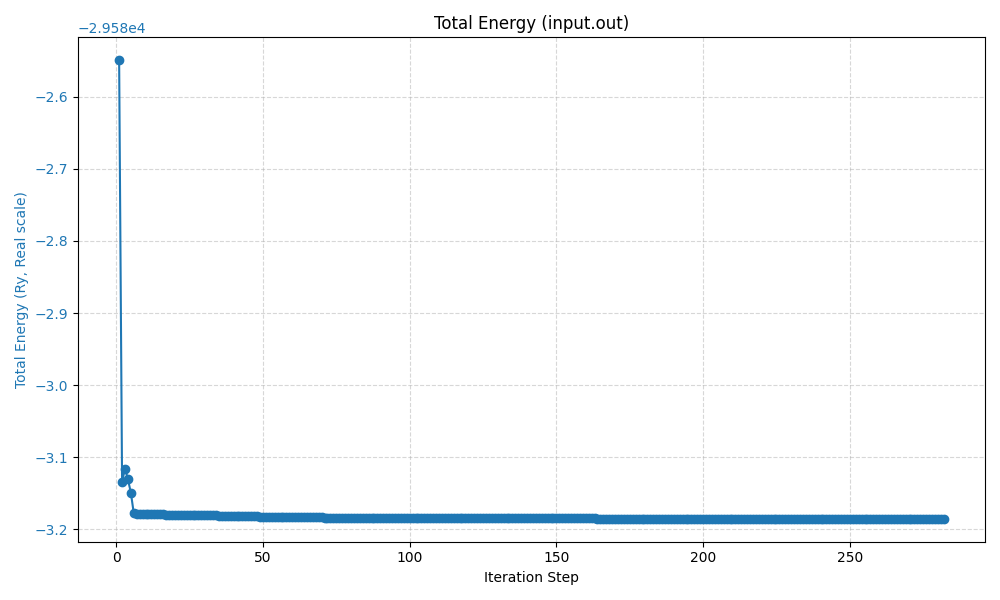 Total Energy (input.out)
−2.958e4
−2.6
−2.7
−2.8
−2.9
−3.0
−3.1
−3.2
Total Energy (Ry, Real scale)
0 50 100 150 200 250
Iteration Step